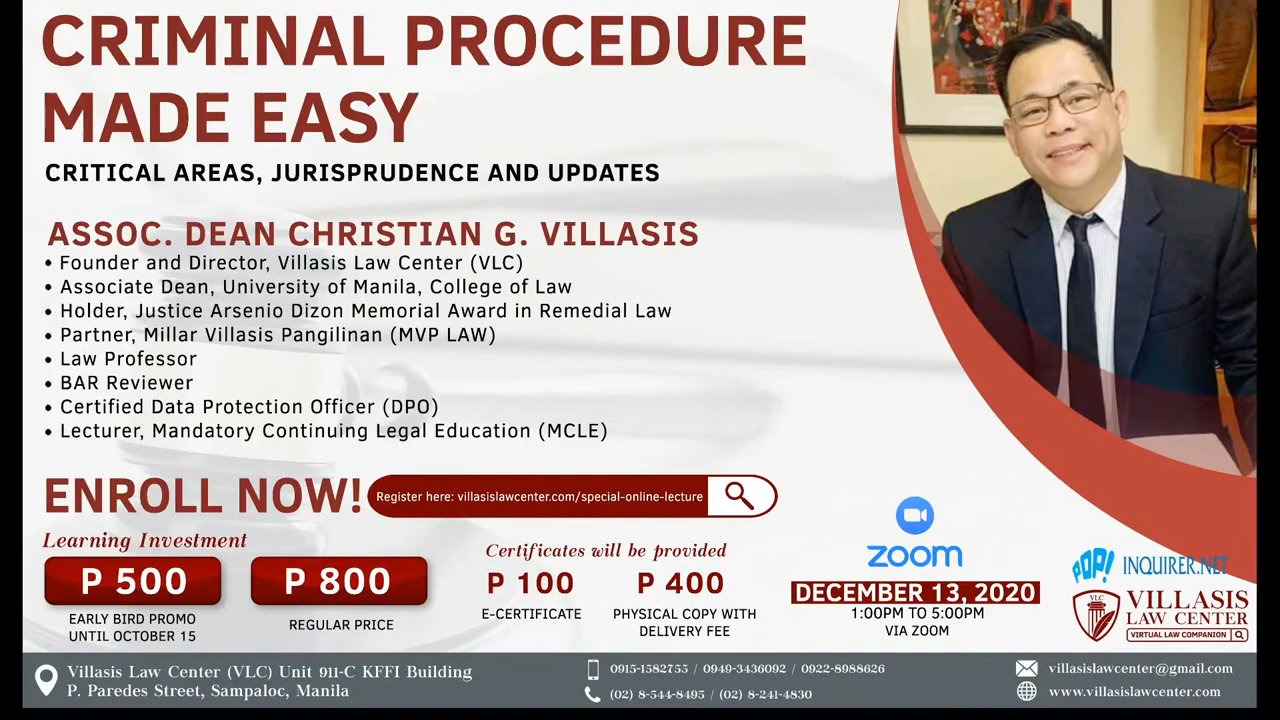 CRIMINAL PROCEDURE
MADE EASY
CRITICAL AREAS, JURISPRUDENCE AND UPDATES
ASSOC. DEAN CHRISTIAN G. VILLASIS
• Founder and Director, Villasis Law Center (VLC)
• Associate Dean, University of Manila, College of Law
• Holder, Justice Arsenio Dizon Memorial Award in Remedial Law
• Partner, Millar Villasis Pangilinan (MVP LAW)
• Law Professor
• BAR Reviewer
• Certified Data Protection Officer (DPO)
• Lecturer, Mandatory Continuing Legal Education (MCLE)
ENROLL NOW!
Register here: villasislawcenter.com/special-online-lecture
Learning Investment
P 500
EARLY BIRD PROMO
UNTIL OCTOBER 15
P 800
REGULAR PRICE
Certificates will be provided
P 100
E-CERTIFICATE
P 400
PHYSICAL COPY WITH
DELIVERY FEE
zoom
DECEMBER 13, 2020
1:00PM TO 5:00PM
VIA ZOOM
POP! INQUIRER.NET
VLC
VILLASIS
LAW CENTER
VIRTUAL LAW COMPANION
Villasis Law Center (VLC) Unit 911-C KFFI Building
P. Paredes Street, Sampaloc, Manila
0915-1582755 / 0949-3436092 / 0922-8988626
(02) 8-544-8495 / (02) 8-241-4830
villasislawcenter@gmail.com
www.villasislawcenter.com